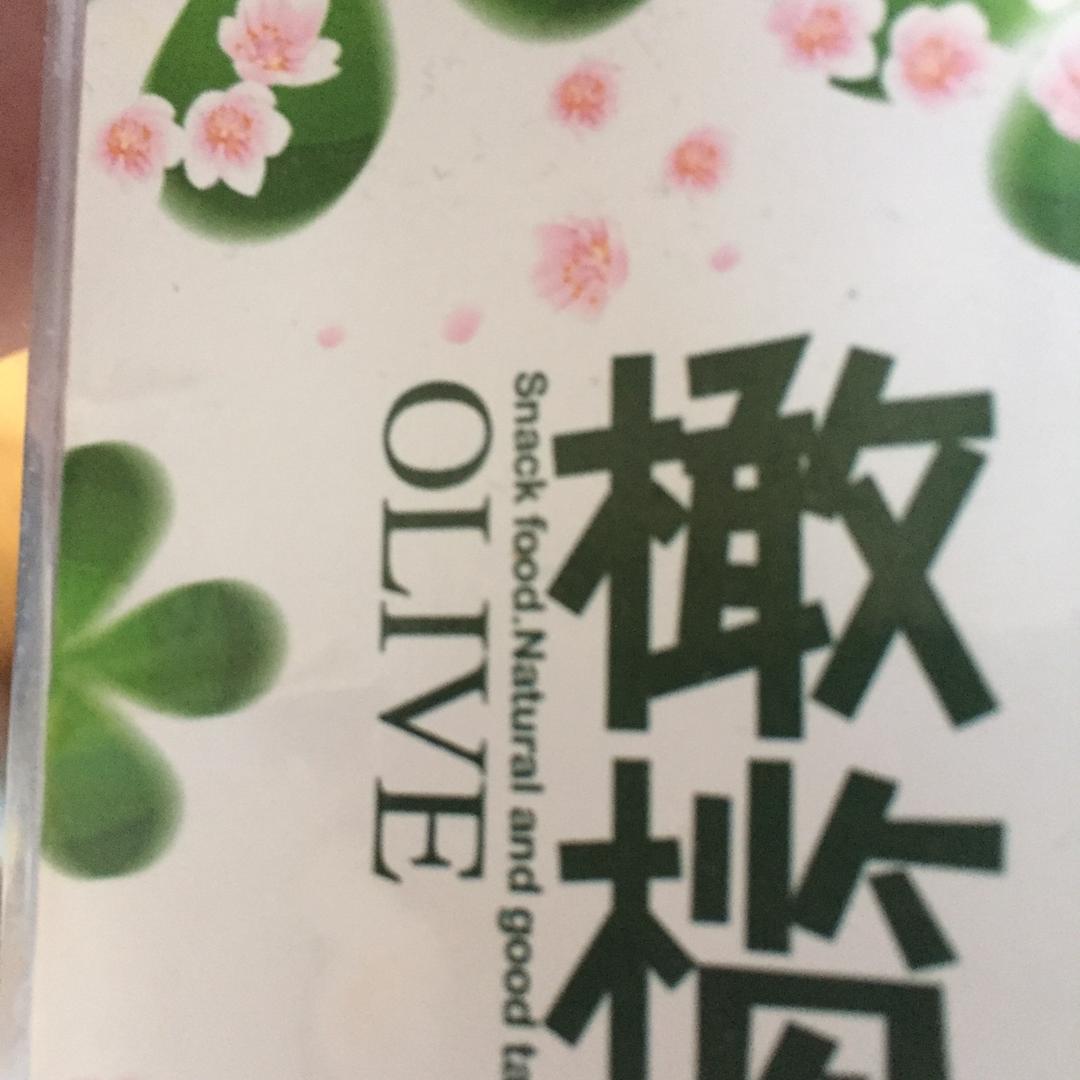 橄榄
OLIVE
Snack food.Natural and good